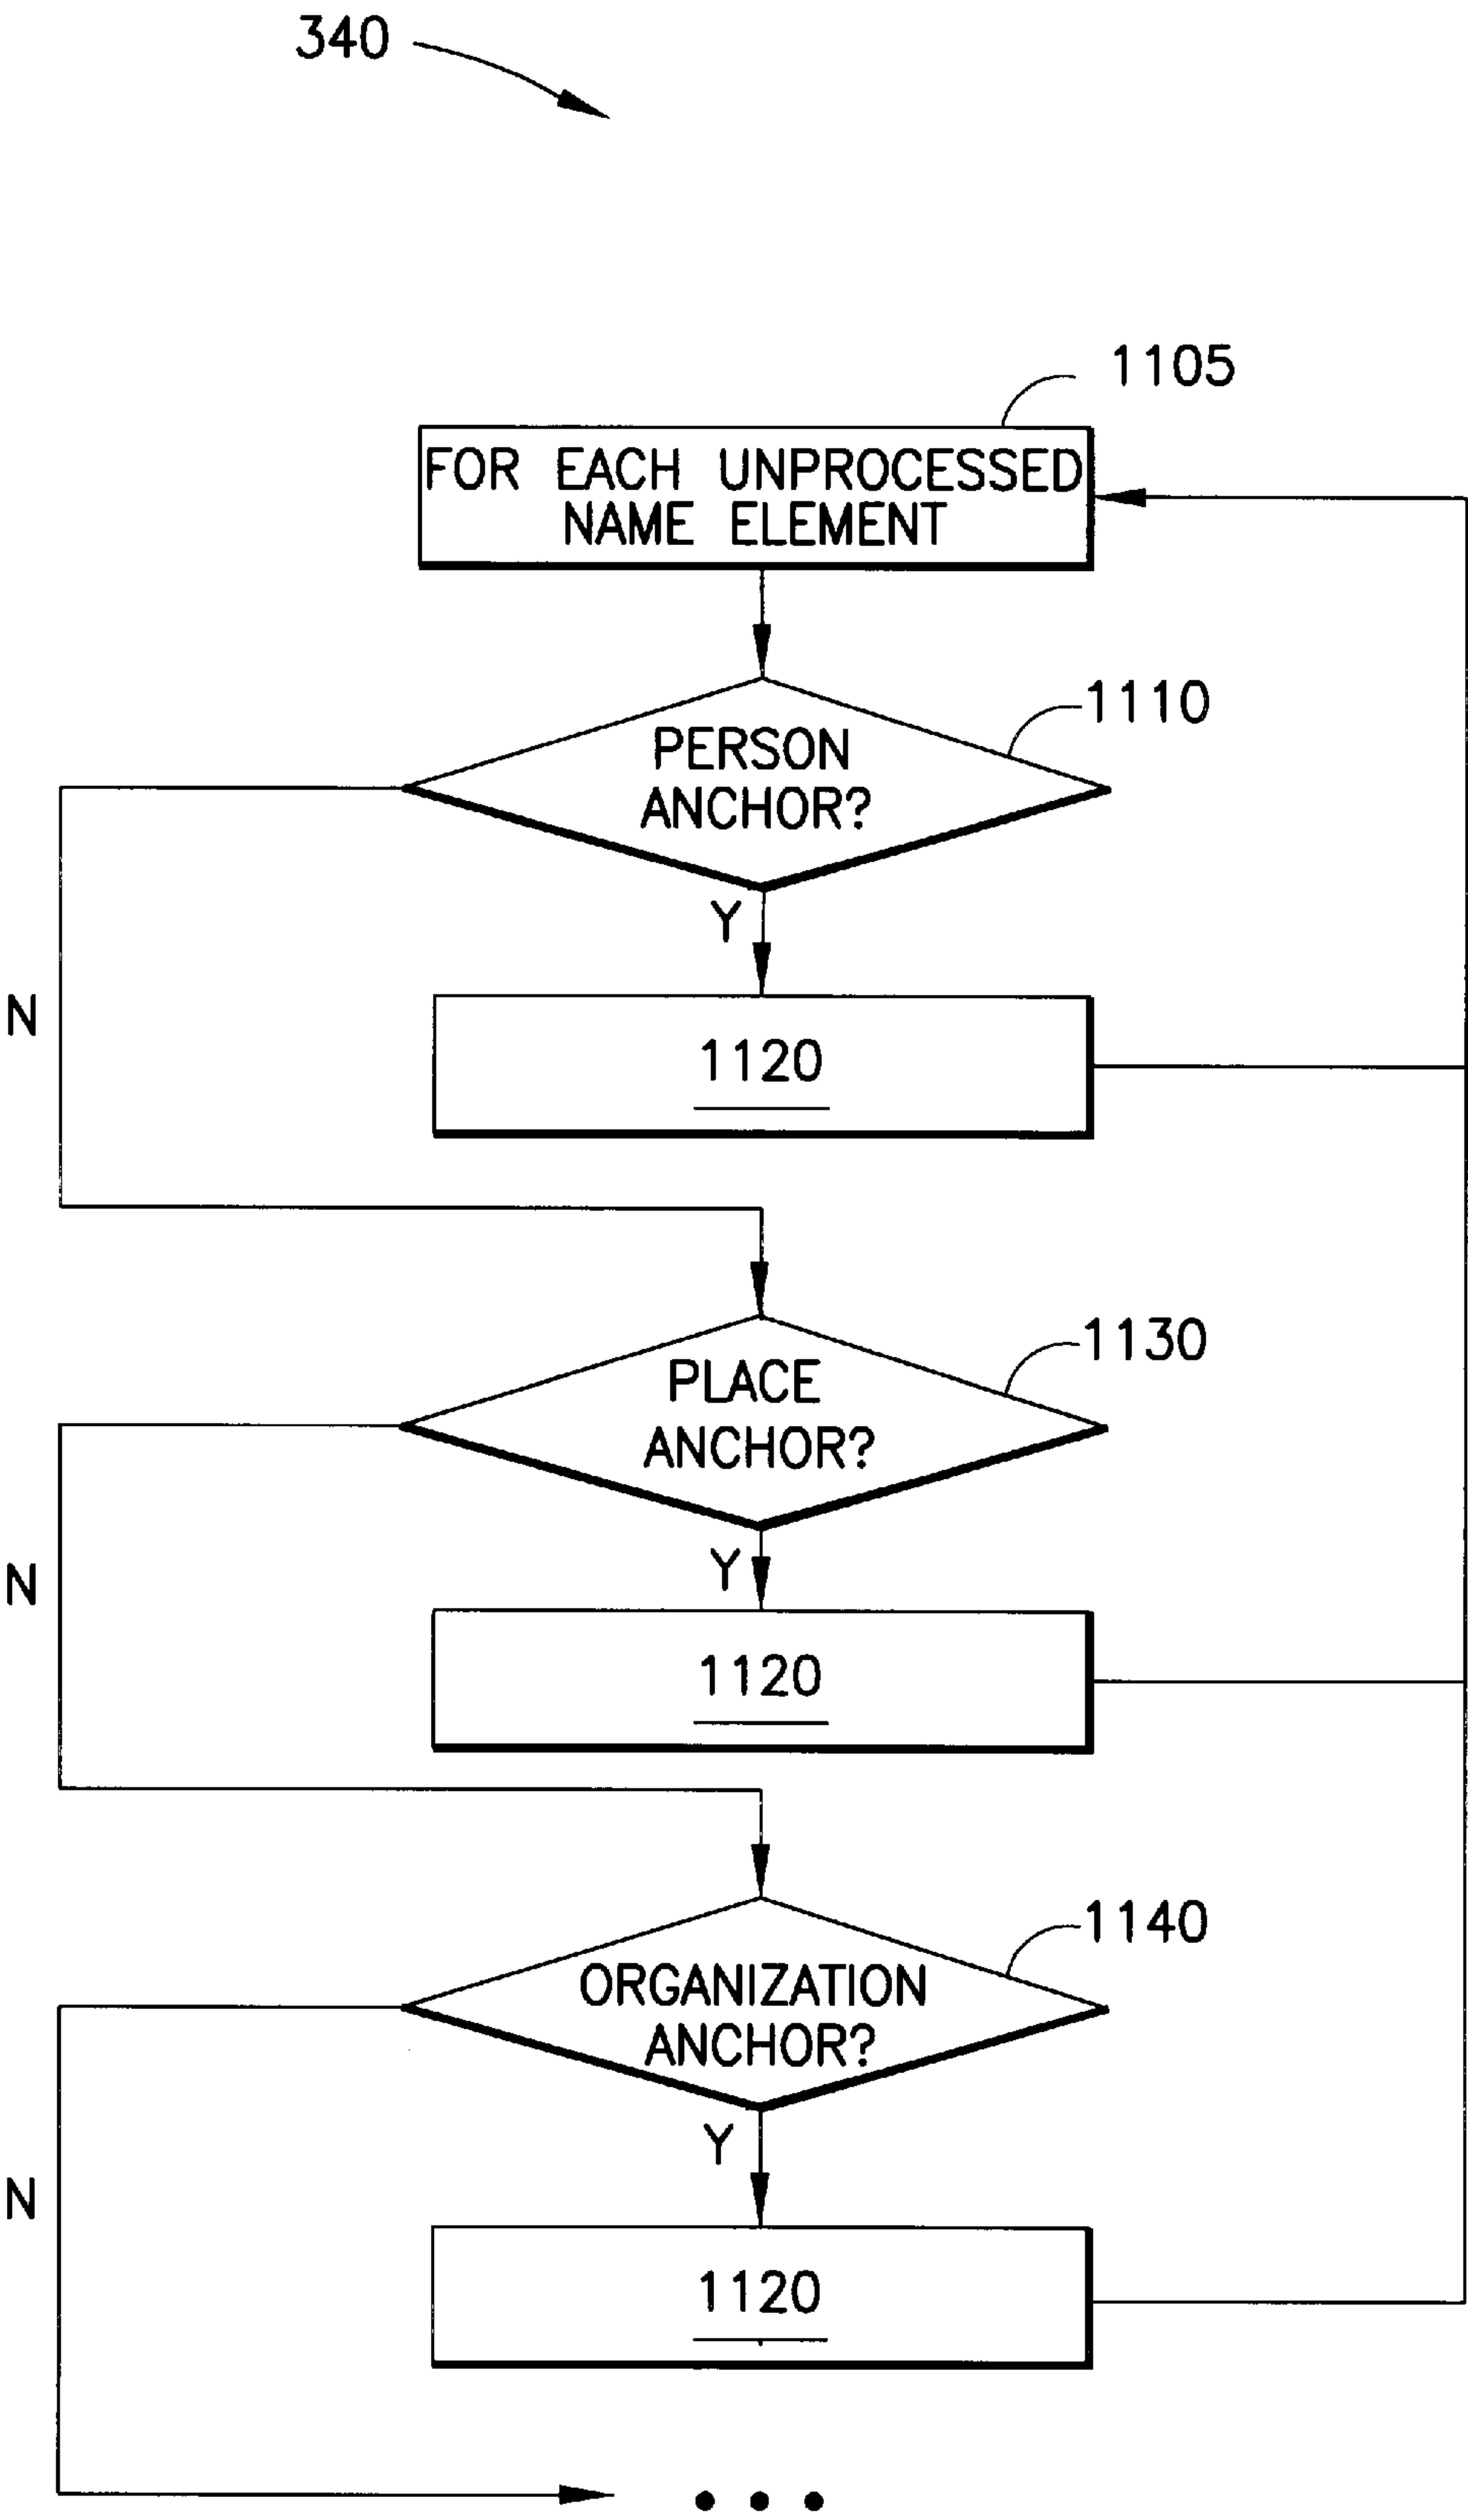 340
1105
FOR EACH UNPROCESSED
NAME ELEMENT
1110
PERSON
ANCHOR?
Y
N
1120
1130
PLACE
ANCHOR?
Y
N
1120
1140
ORGANIZATION
ANCHOR?
Y
N
1120
• • •